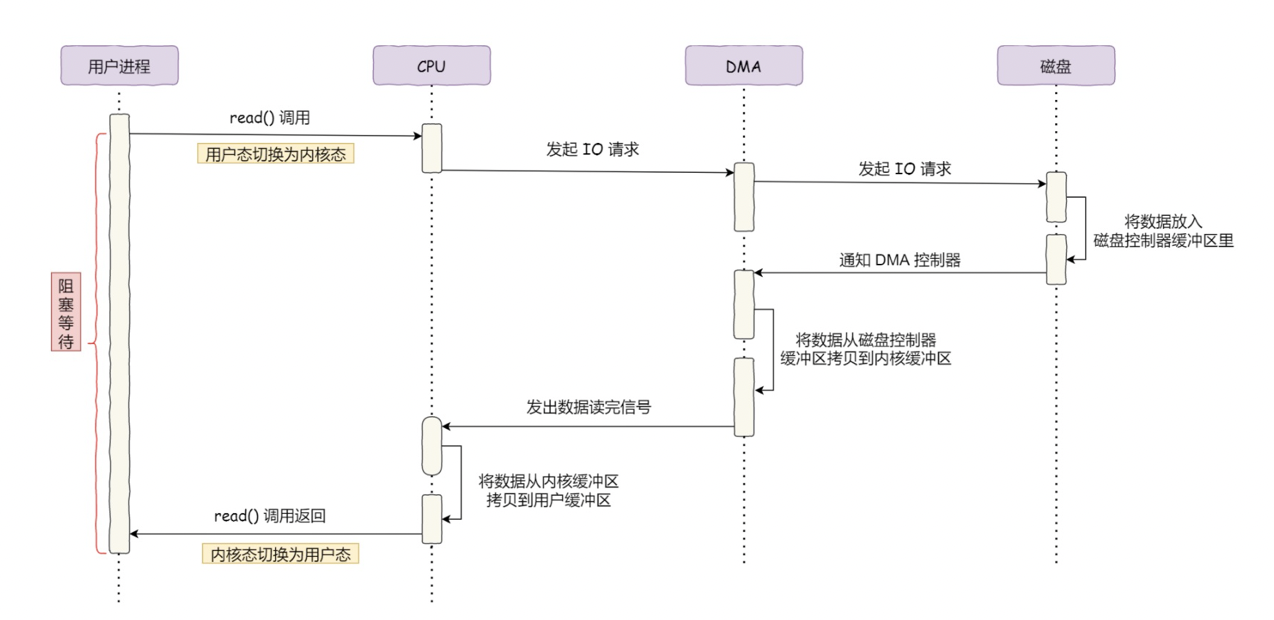 用户进程
CPU
DMA
磁盘
read() 调用
用户态切换为内核态
发起 IO 请求
发起 IO 请求
将数据放入
磁盘控制器缓冲区里
通知 DMA 控制器
阻
塞
等
待
将数据从磁盘控制器
缓冲区拷贝到内核缓冲区
发出数据读完信号
将数据从内核缓冲区
拷贝到用户缓冲区
read() 调用返回
内核态切换为用户态